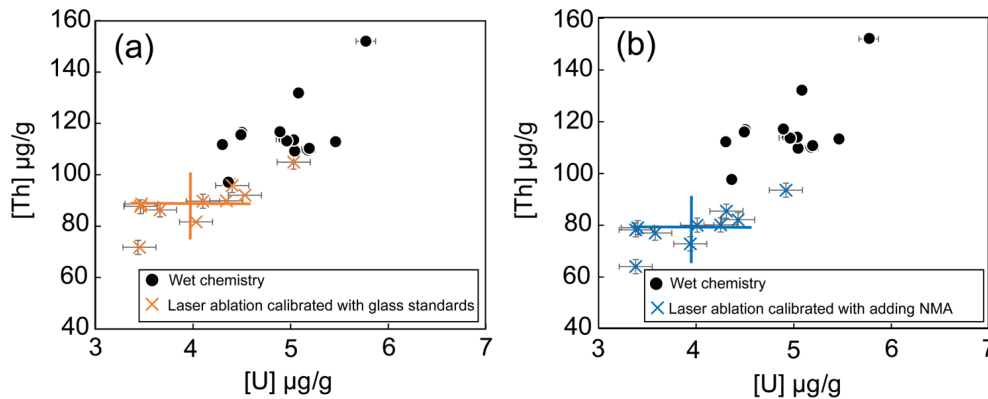 160
(a)
140
120
100
80
60
40
[Th] µg/g
Wet chemistry
Laser ablation calibrated with glass standards
3 4 5 6 7
[U] µg/g
160
(b)
140
120
100
80
60
40
[Th] µg/g
Wet chemistry
Laser ablation calibrated with adding NMA
3 4 5 6 7
[U] µg/g